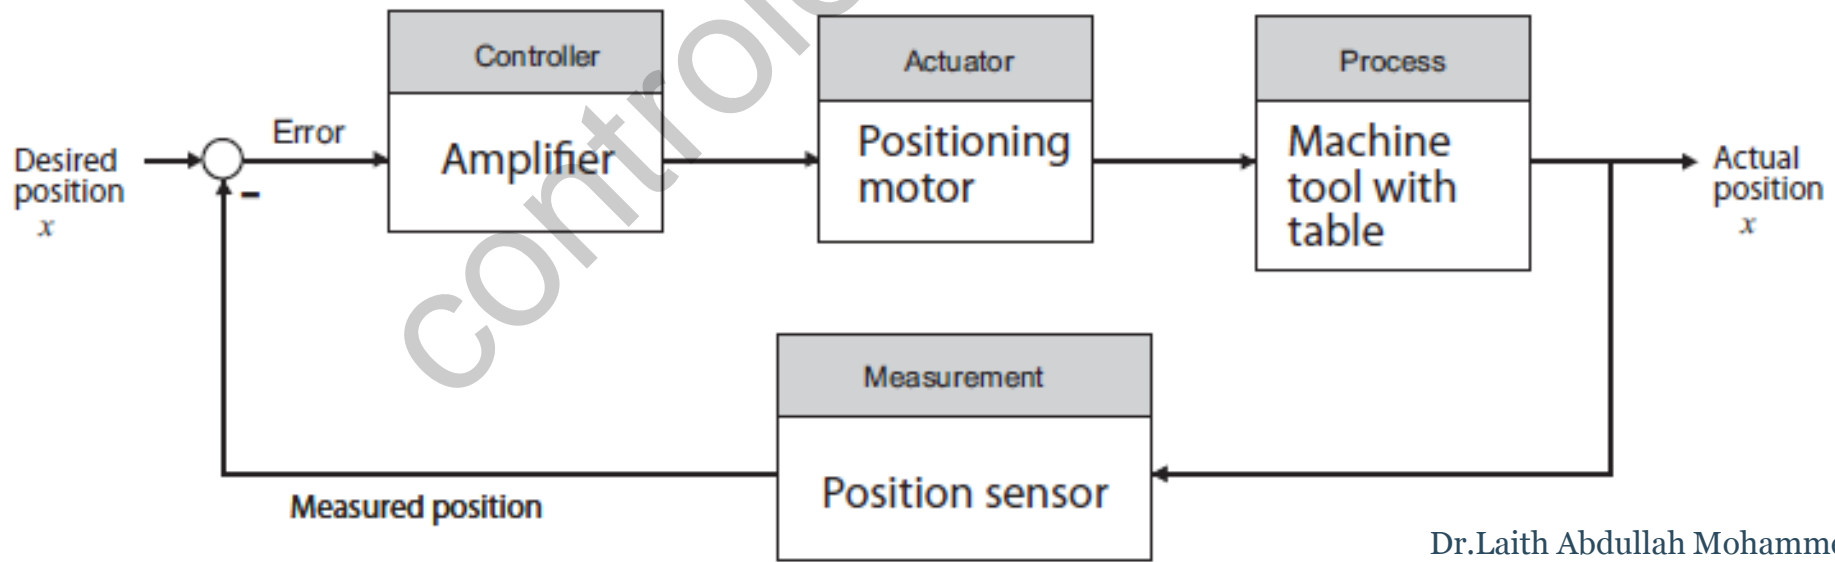 Controller
Actuator
Process
Desired
position
x
Error
-
Amplifier
Positioning
motor
Machine
tool with
table
Actual
position
x
Measurement
Position sensor
Measured position
Dr.Laith Abdullah